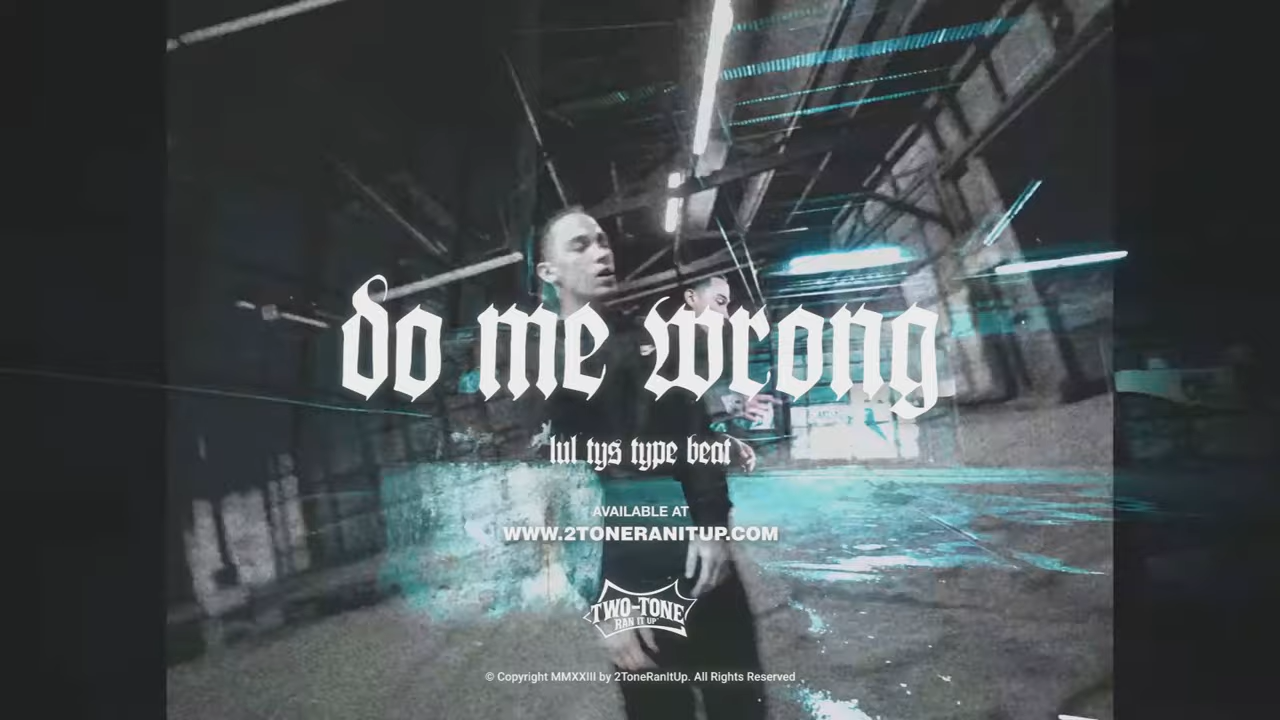 do me wrong
lul tys type beat
AVAILABLE AT
WWW.2TONERANITUP.COM
TWO-TONE
RAN IT UP
© Copyright MMXXIII by 2ToneRanItUp. All Rights Reserved